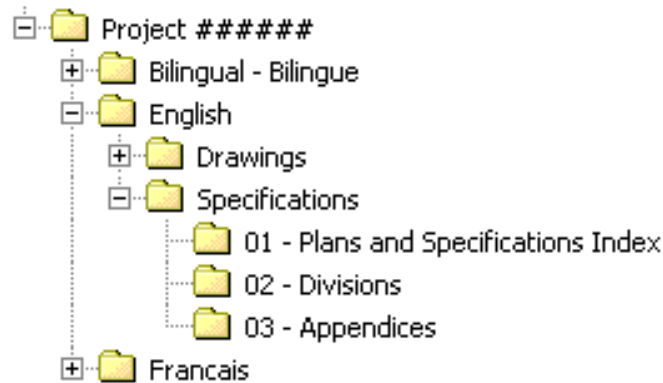 Project ######
Bilingual - Bilingue
English
Drawings
Specifications
01 - Plans and Specifications Index
02 - Divisions
03 - Appendices
Francais